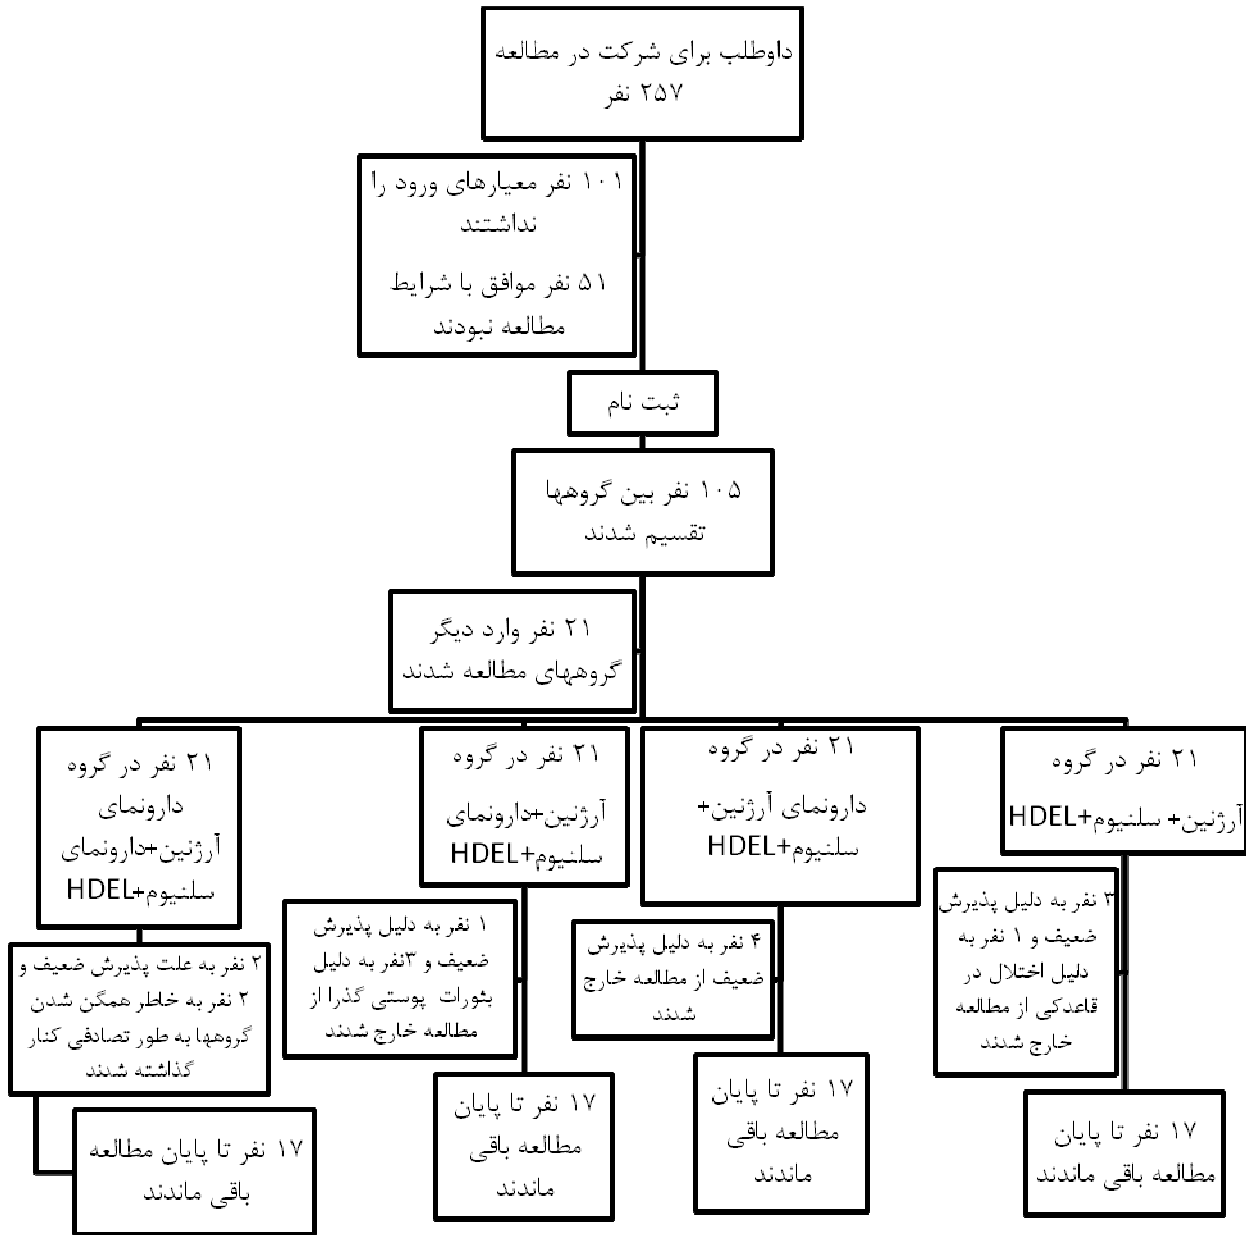 داوطلب برای شرکت در مطالعه
۲۵۷ نفر
۱۰۱ نفر معیارهای ورود را
نداشتند
۵۱ نفر موافق با شرایط
مطالعه نبودند
ثبت نام
۱۰۵ نفر بین گروهها
تقسیم شدند
۲۱ نفر وارد دیگر
گروههای مطالعه شدند
۲۱ نفر در گروه
آرژنین+ سلنیوم+HDEL
۲۱ نفر در گروه
دارونمای آرژنین+
سلنیوم+HDEL
۲۱ نفر در گروه
آرژنین+دارونمای
سلنیوم+HDEL
۲۱ نفر در گروه
دارونمای
آرژنین+دارونمای
سلنیوم+HDEL
۳ نفر به دلیل پذیرش
ضعیف و ۱ نفر به
دلیل اختلال در
قاعدکی از مطالعه
خارج شدند
۴ نفر به دلیل پذیرش
ضعیف از مطالعه خارج
شدند
۱ نفر به دلیل پذیرش
ضعیف و ۳نفر به دلیل
بثورات پوستی گذرا از
مطالعه خارج شدند
۲ نفر به علت پذیرش ضعیف و
۲ نفر به خاطر همگن شدن
گروهها به طور تصادفی کنار
گذاشته شدند
۱۷ نفر تا پایان
مطالعه باقی ماندند
۱۷ نفر تا پایان
مطالعه باقی
ماندند
۱۷ نفر تا پایان
مطالعه باقی
ماندند
۱۷ نفر تا پایان مطالعه
باقی ماندند